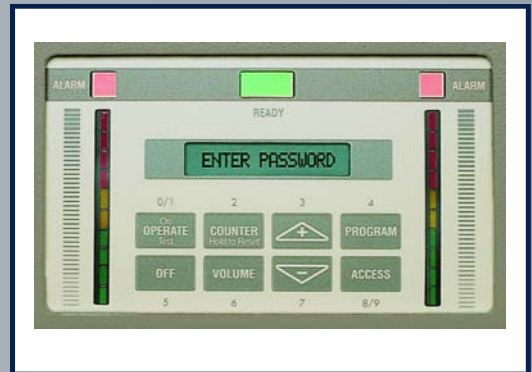 ALARM
ALARM
READY
ENTER PASSWORD
0/1 2 3 4
On
OPERATE
Test
COUNTER
Hold to Reset
+
PROGRAM
OFF VOLUME - ACCESS
5 6 7 8/9